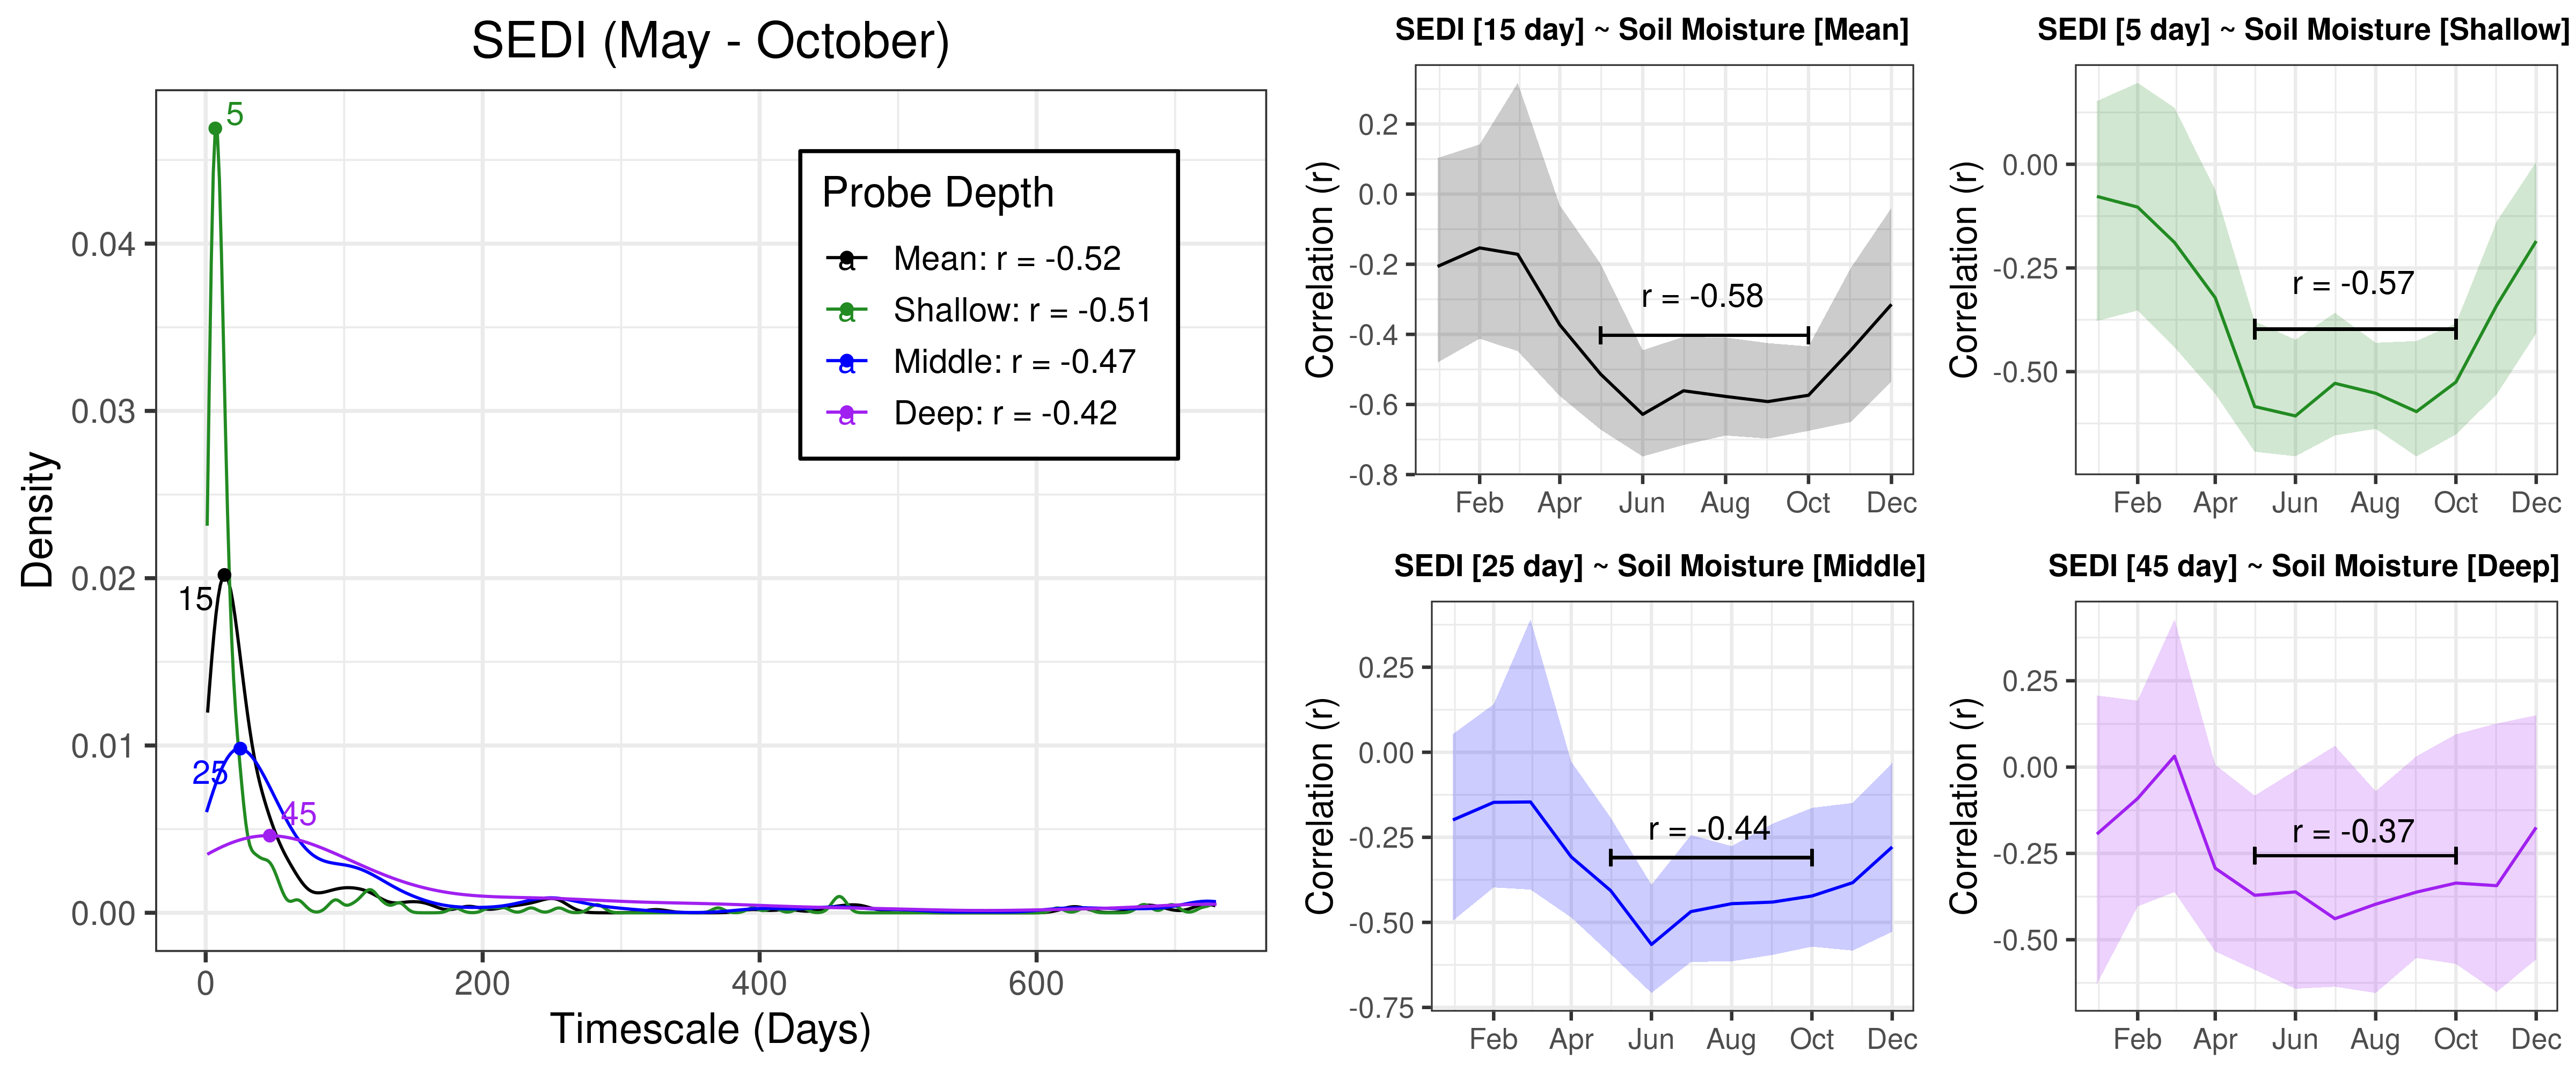 SEDI (May - October)
Density
0.04
0.03
0.02
0.01
0.00
0
200
400
600
Timescale (Days)
5
15
25
45
Probe Depth
a Mean: r = -0.52
a Shallow: r = -0.51
a Middle: r = -0.47
a Deep: r = -0.42
SEDI [15 day] ~ Soil Moisture [Mean]
Correlation (r)
0.2
0.0
-0.2
-0.4
-0.6
-0.8
r = -0.58
Feb Apr Jun Aug Oct Dec
SEDI [5 day] ~ Soil Moisture [Shallow]
Correlation (r)
0.00
-0.25
-0.50
r = -0.57
Feb Apr Jun Aug Oct Dec
SEDI [25 day] ~ Soil Moisture [Middle]
Correlation (r)
0.25
0.00
-0.25
-0.50
-0.75
r = -0.44
Feb Apr Jun Aug Oct Dec
SEDI [45 day] ~ Soil Moisture [Deep]
Correlation (r)
0.25
0.00
-0.25
-0.50
r = -0.37
Feb Apr Jun Aug Oct Dec